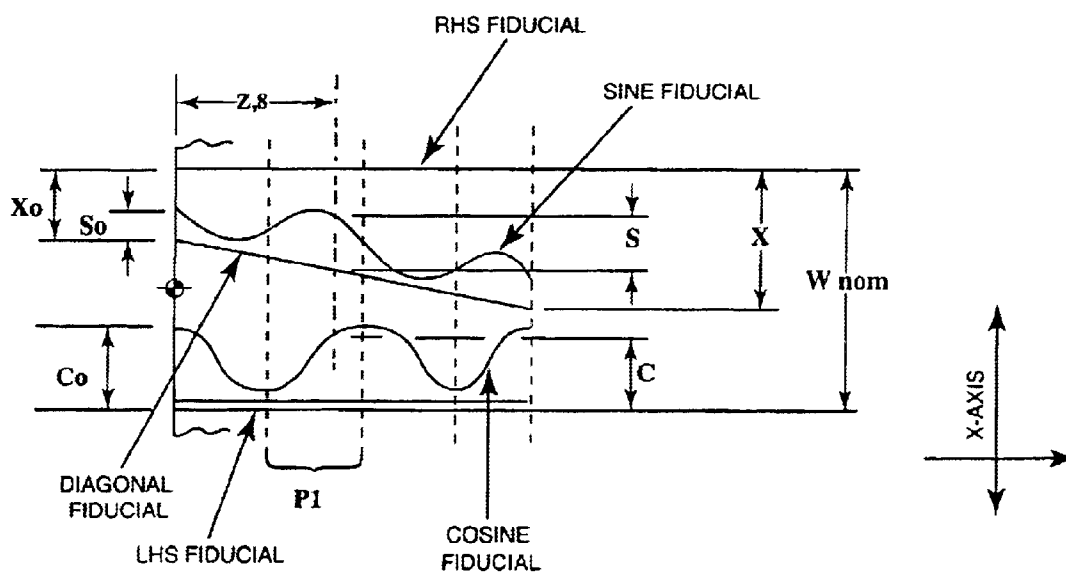 RHS FIDUCIAL
Z,8
SINE FIDUCIAL
Xo
So
S
X
W nom
Co
C
X-AXIS
DIAGONAL
FIDUCIAL
P1
LHS FIDUCIAL
COSINE
FIDUCIAL